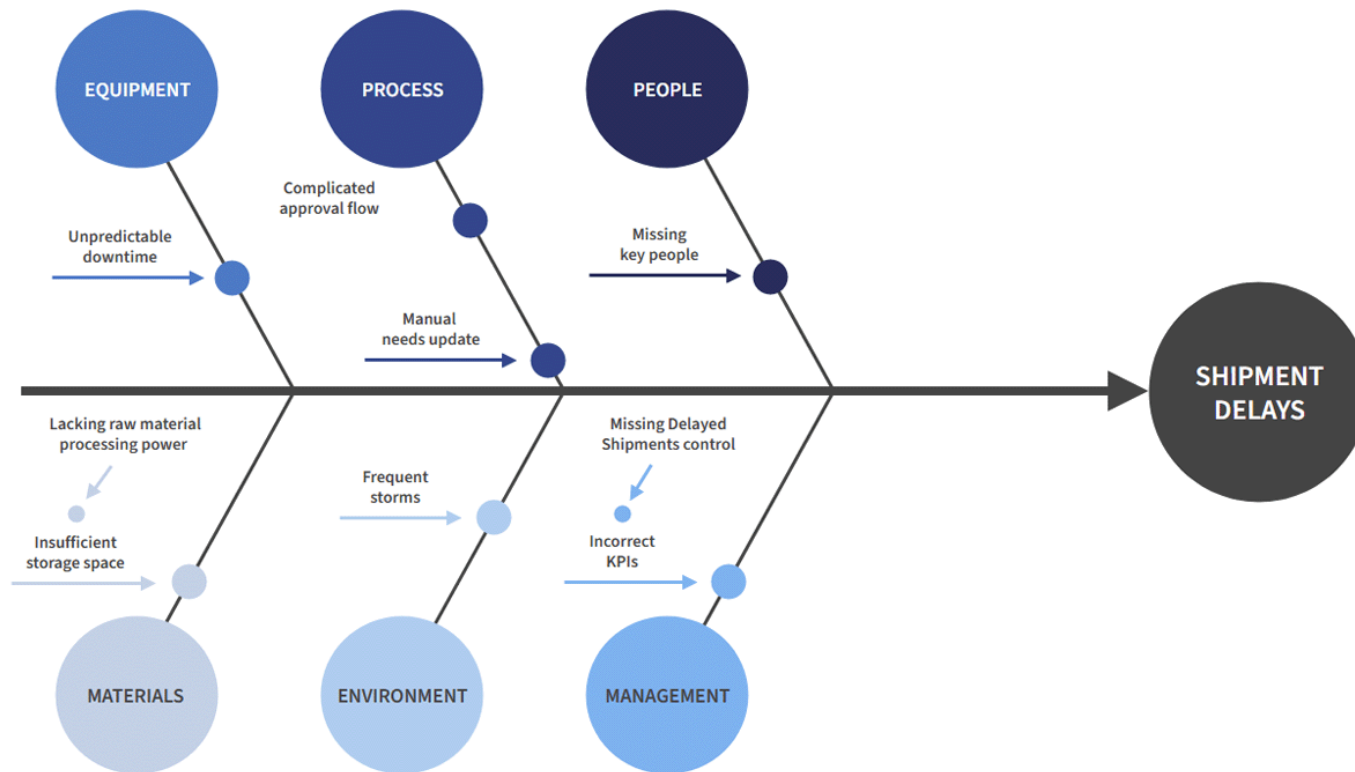 EQUIPMENT
PROCESS
PEOPLE
Complicated
approval flow
Unpredictable
downtime
Missing
key people
Manual
needs update
SHIPMENT
DELAYS
Lacking raw material
processing power
Missing Delayed
Shipments control
Frequent
storms
Insufficient
storage space
Incorrect
KPIs
MATERIALS
ENVIRONMENT
MANAGEMENT